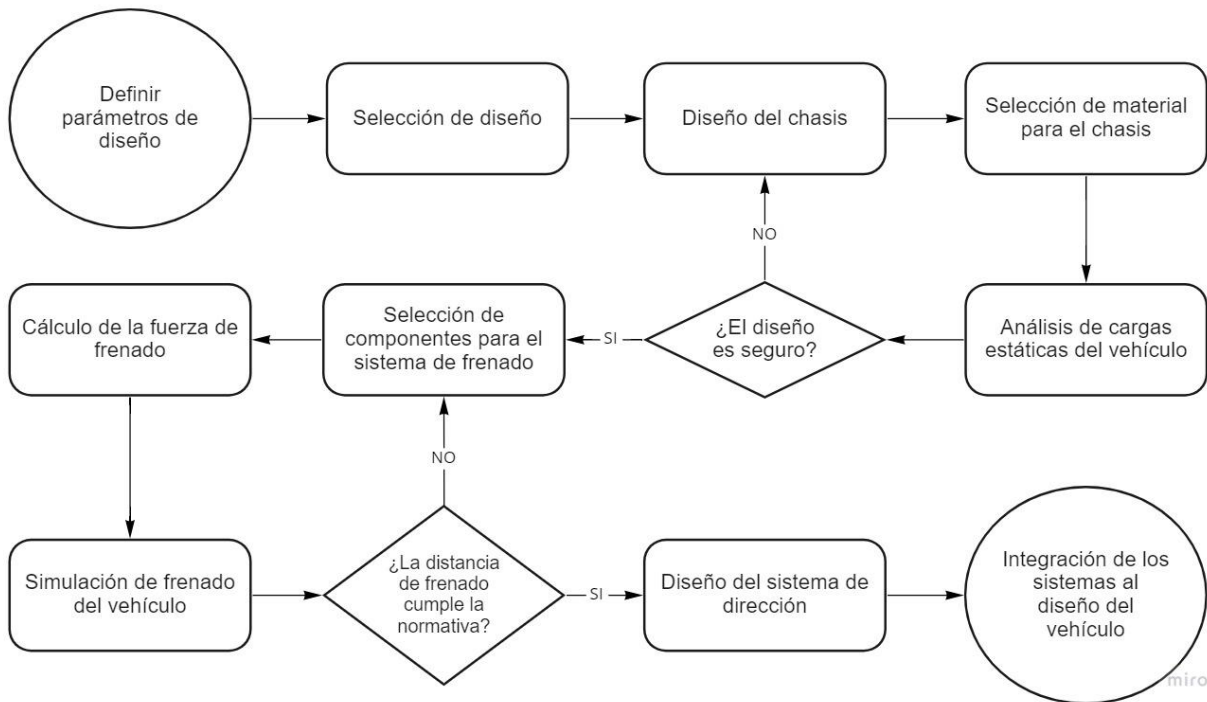 Definir
parámetros de
diseño
Selección de diseño
Diseño del chasis
Selección de material
para el chasis
NO
Cálculo de la fuerza de
frenado
Selección de
componentes para el
sistema de frenado
SI
¿El diseño
es seguro?
Análisis de cargas
estáticas del vehículo
NO
Simulación de frenado
del vehículo
¿La distancia
de frenado
cumple la
normativa?
SI
Diseño del sistema de
dirección
Integración de los
sistemas al
diseño del
vehículo
miro